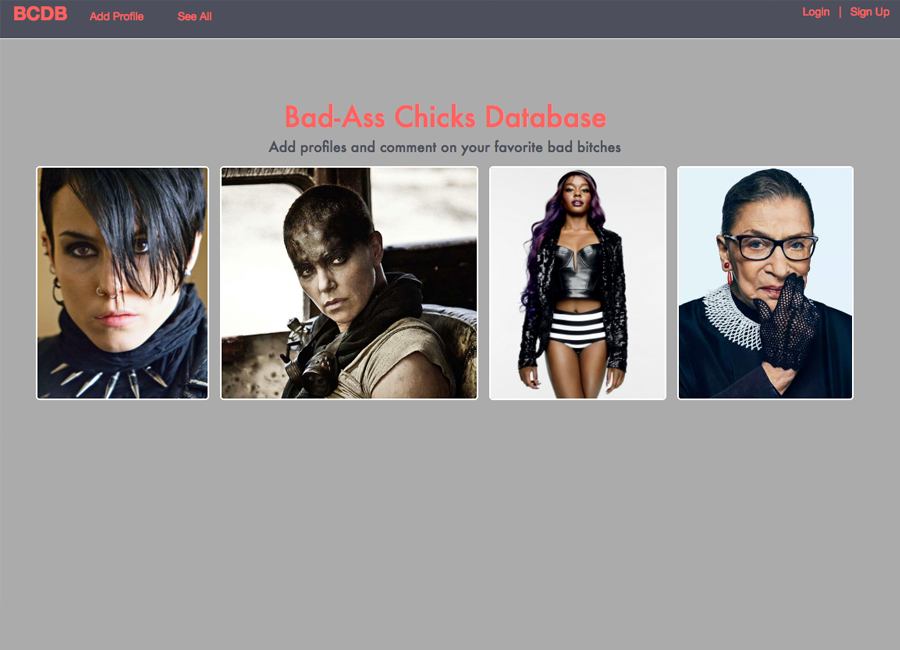 BCDB Add Profile See All Login | Sign Up
Bad-Ass Chicks Database
Add profiles and comment on your favorite bad bitches